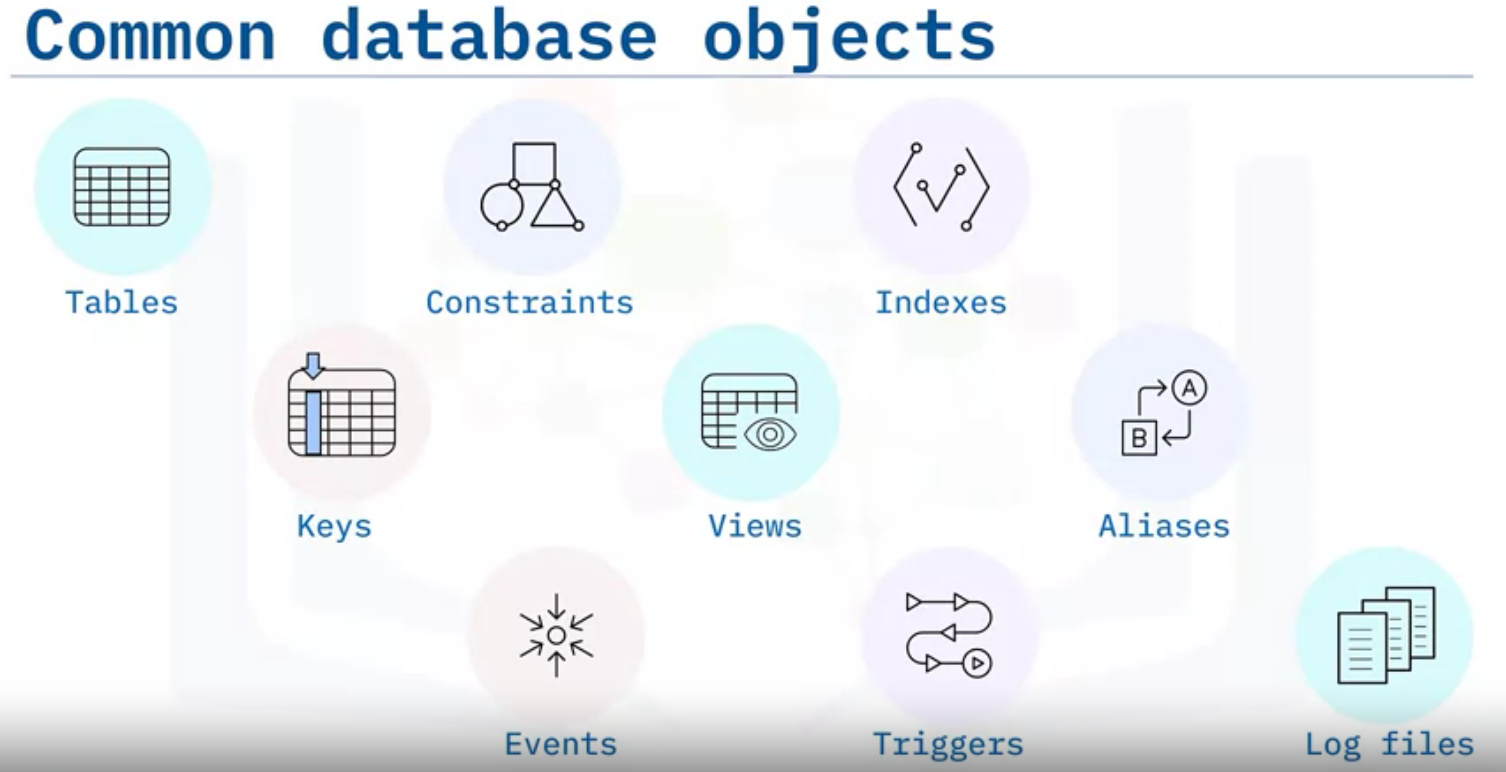 Common database objects
Tables
Constraints
Indexes
Keys
Views
A
B
Aliases
Events
Triggers
Log files